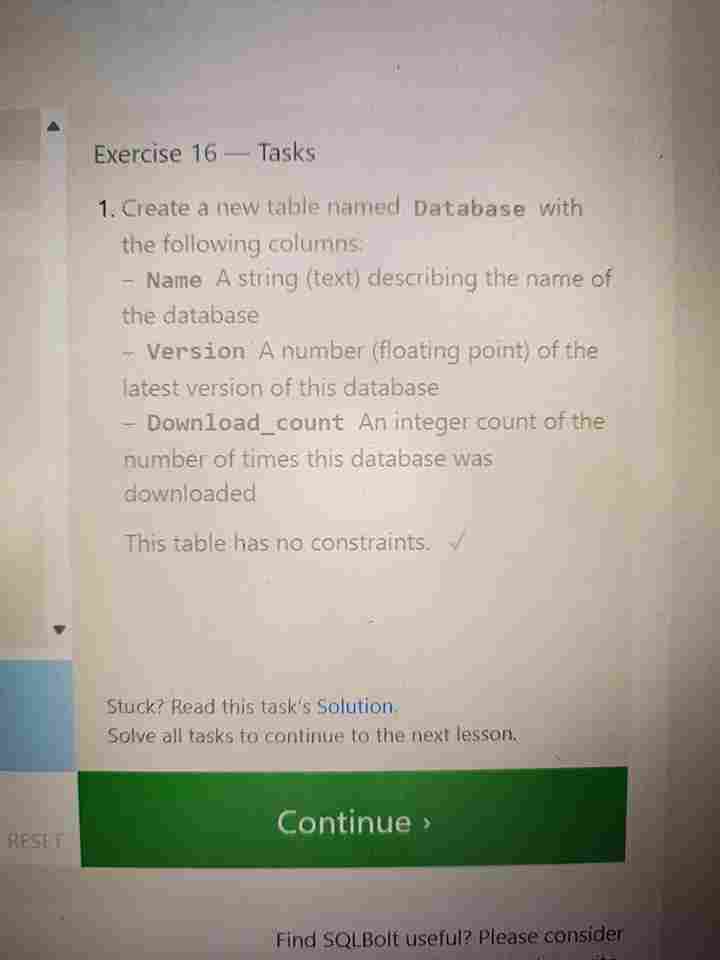 Exercise 16 — Tasks
1. Create a new table named Database with
the following columns:
– Name A string (text) describing the name of
the database
– Version A number (floating point) of the
latest version of this database
– Download_count An integer count of the
number of times this database was
downloaded
This table has no constraints. ✓
Stuck? Read this task's Solution.
Solve all tasks to continue to the next lesson.
Continue ›
RESET
Find SQLBolt useful? Please consider